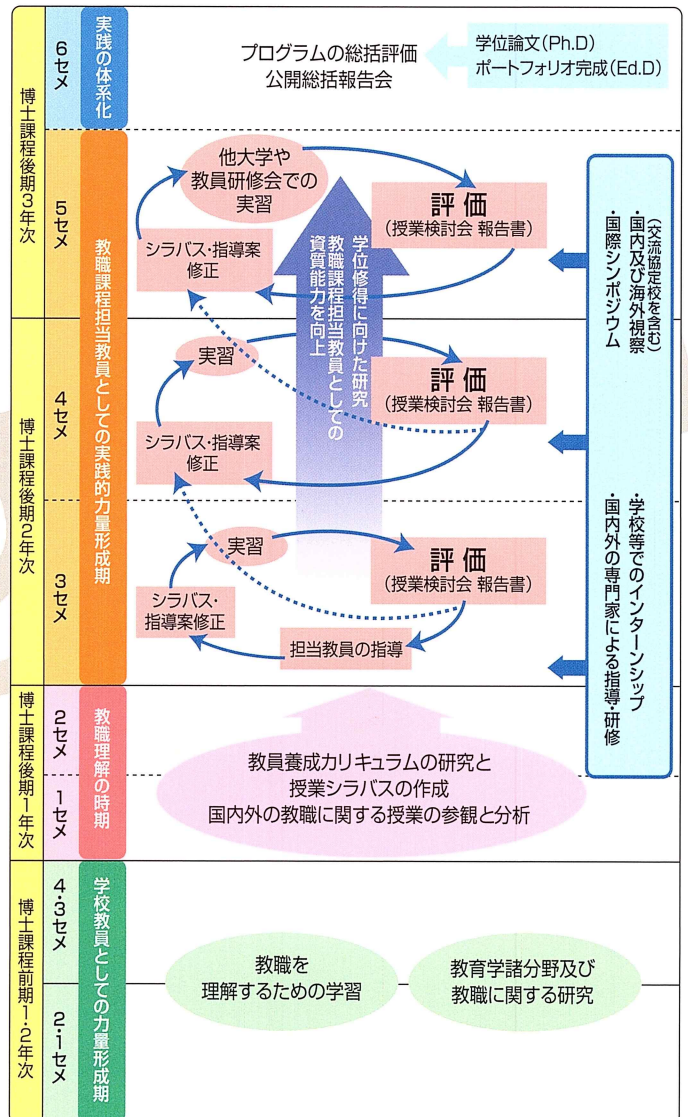 博士課程後期3年次
6セメ
実践の体系化
プログラムの総括評価
公開総括報告会
学位論文(Ph.D)
ポートフォリオ完成(Ed.D)
5セメ
教職課程担当教員としての実践的力量形成期
他大学や
教員研修会での
実習
評価
(授業検討会 報告書)
シラバス・指導案
修正
学位修得に向けた研究
教職課程担当教員としての
資質能力を向上
(交流協定校を含む)
・国内及び海外視察
・国際シンポジウム
博士課程後期2年次
4セメ
実習
評価
(授業検討会 報告書)
シラバス・指導案
修正
3セメ
実習
評価
(授業検討会 報告書)
シラバス・
指導案修正
担当教員の指導
・学校等でのインターンシップ
・国内外の専門家による指導・研修
博士課程後期1年次
2セメ
1セメ
教職理解の時期
教員養成カリキュラムの研究と
授業シラバスの作成
国内外の教職に関する授業の参観と分析
博士課程前期1・2年次
4・3セメ
2・1セメ
学校教員としての力量形成期
教職を
理解するための学習
教育学諸分野及び
教職に関する研究